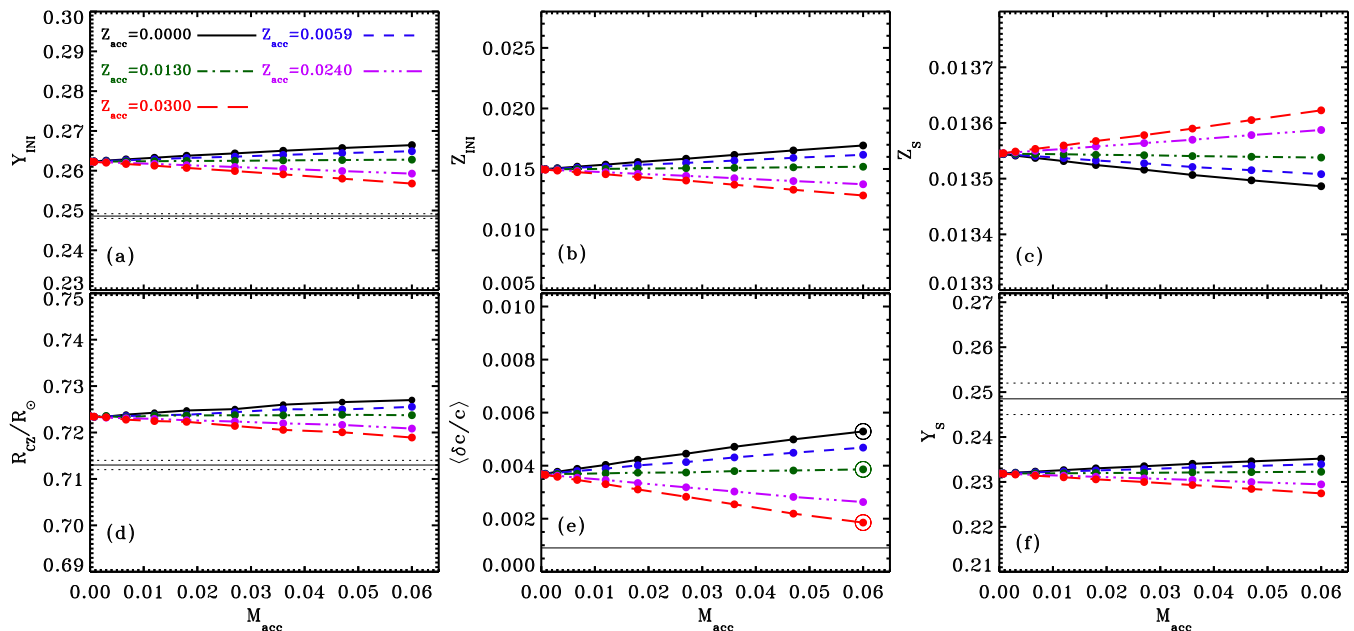 0.30
0.29
0.28
0.27
0.26
0.25
0.24
0.23
Y_INI
Z_acc=0.0000
Z_acc=0.0059
Z_acc=0.0130
Z_acc=0.0240
Z_acc=0.0300
(a)
0.025
0.020
0.015
0.010
0.005
Z_INI
(b)
0.0137
0.0136
0.0135
0.0134
0.0133
Z_S
(c)
0.75
0.74
0.73
0.72
0.71
0.70
0.69
R_CZ/R_⊙
(d)
0.00 0.01 0.02 0.03 0.04 0.05 0.06
M_acc
0.010
0.008
0.006
0.004
0.002
0.000
⟨δc/c⟩
(e)
0.00 0.01 0.02 0.03 0.04 0.05 0.06
M_acc
0.27
0.26
0.25
0.24
0.23
0.22
0.21
Y_S
(f)
0.00 0.01 0.02 0.03 0.04 0.05 0.06
M_acc